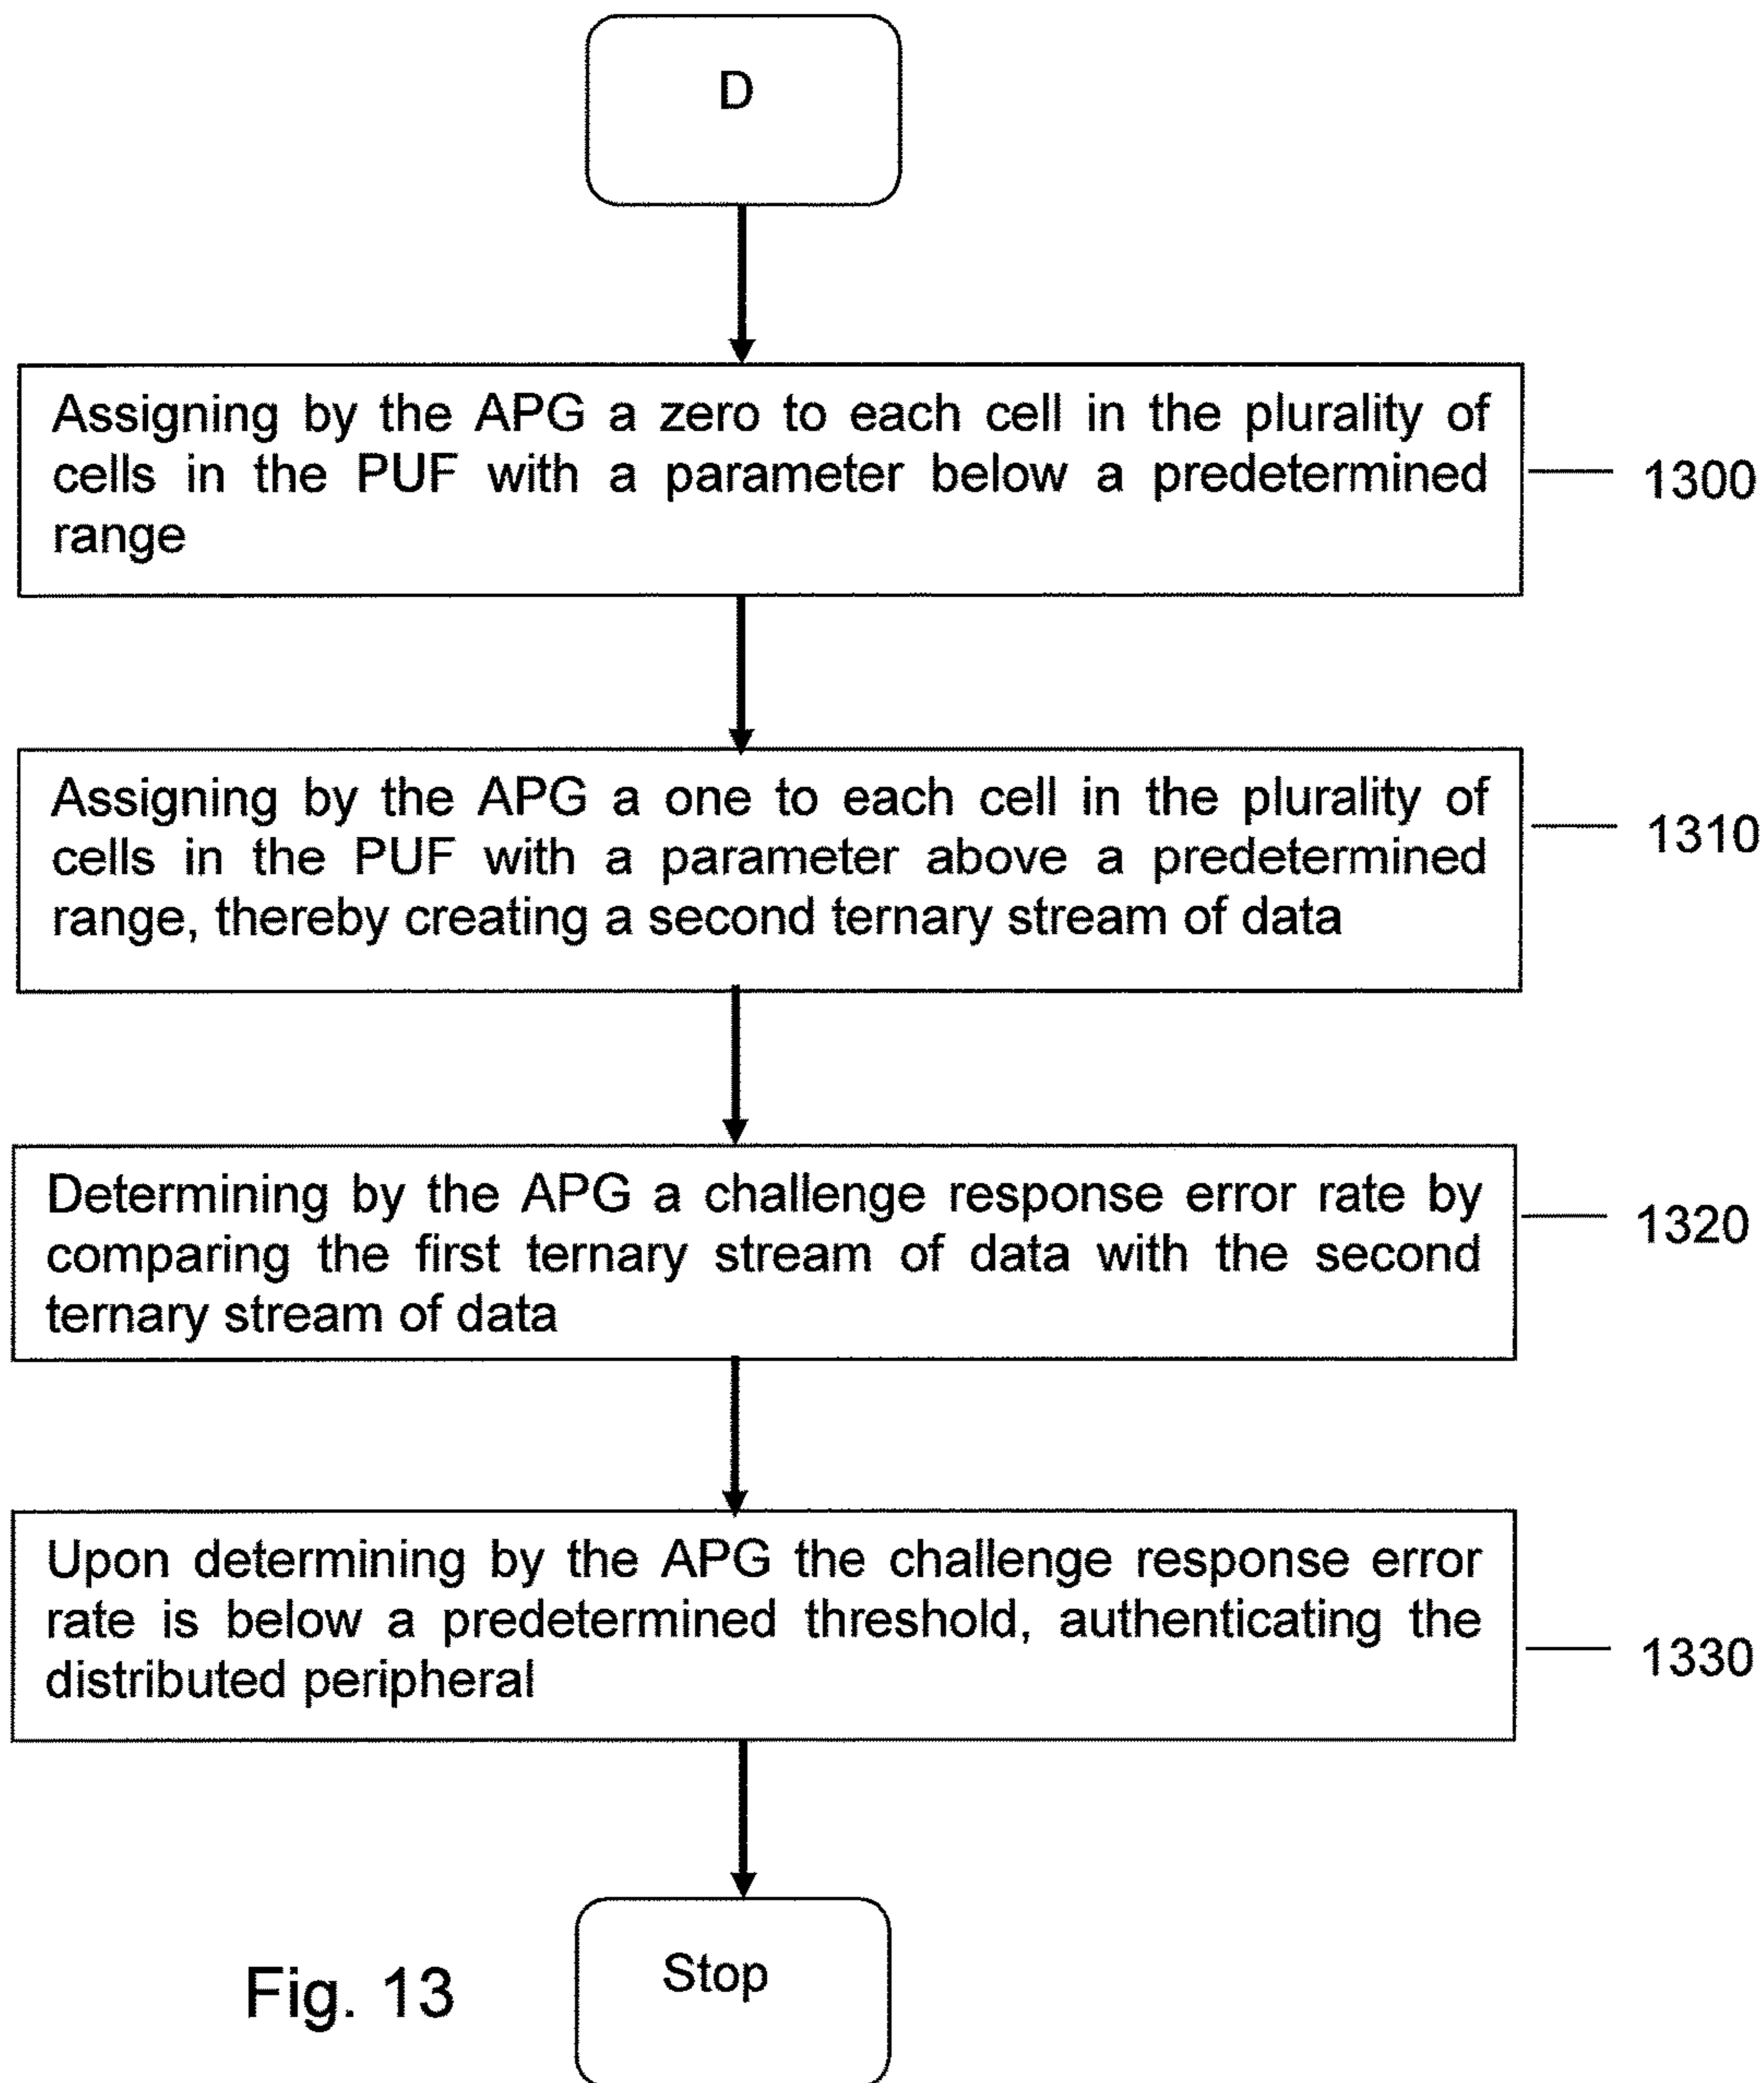 D
Assigning by the APG a zero to each cell in the plurality of
cells in the PUF with a parameter below a predetermined
range
1300
Assigning by the APG a one to each cell in the plurality of
cells in the PUF with a parameter above a predetermined
range, thereby creating a second ternary stream of data
1310
Determining by the APG a challenge response error rate by
comparing the first ternary stream of data with the second
ternary stream of data
1320
Upon determining by the APG the challenge response error
rate is below a predetermined threshold, authenticating the
distributed peripheral
1330
Stop
Fig. 13